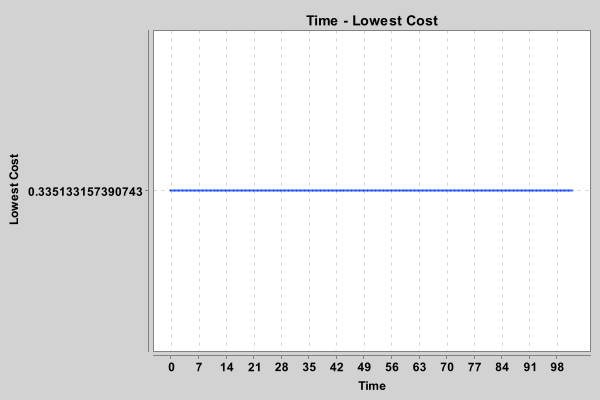 Time - Lowest Cost
Lowest Cost
0.335133157390743
0 7 14 21 28 35 42 49 56 63 70 77 84 91 98
Time